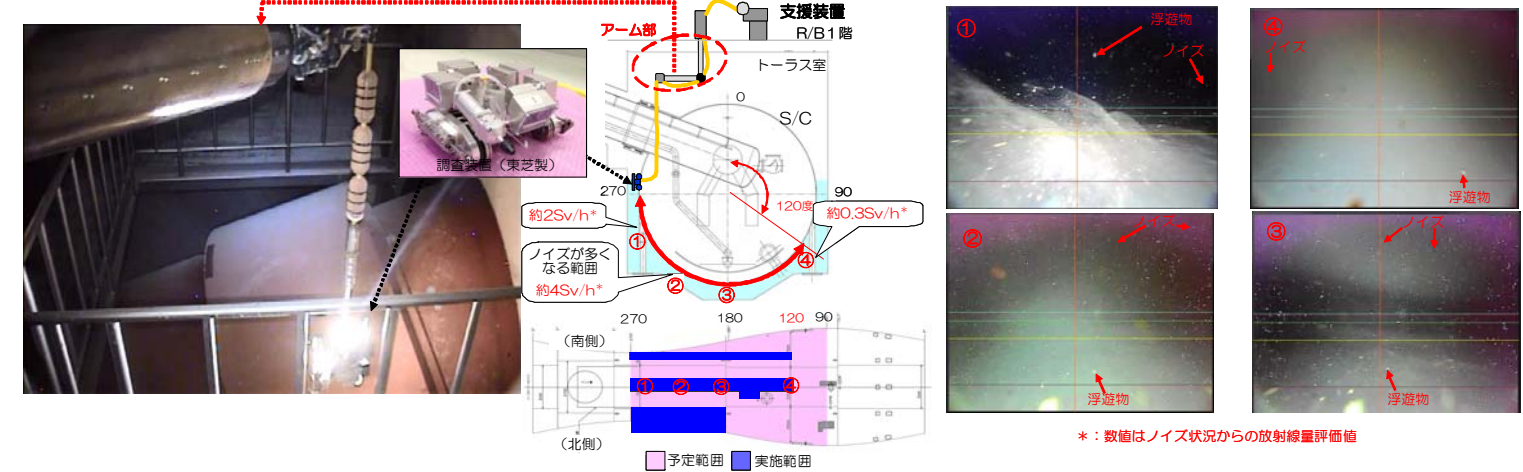 アーム部
支援装置
R/B1階
トーラス室
調査装置（東芝製）
0
S/C
270
90
120度
約2Sv/h*
約0.3Sv/h*
①
ノイズが多く
なる範囲
約4Sv/h*
②
③
④
270
180
120
90
（南側）
① ② ③ ④
（北側）
予定範囲
実施範囲
①
浮遊物
ノイズ
④
ノイズ
浮遊物
②
ノイズ
浮遊物
③
ノイズ
浮遊物
＊：数値はノイズ状況からの放射線量評価値